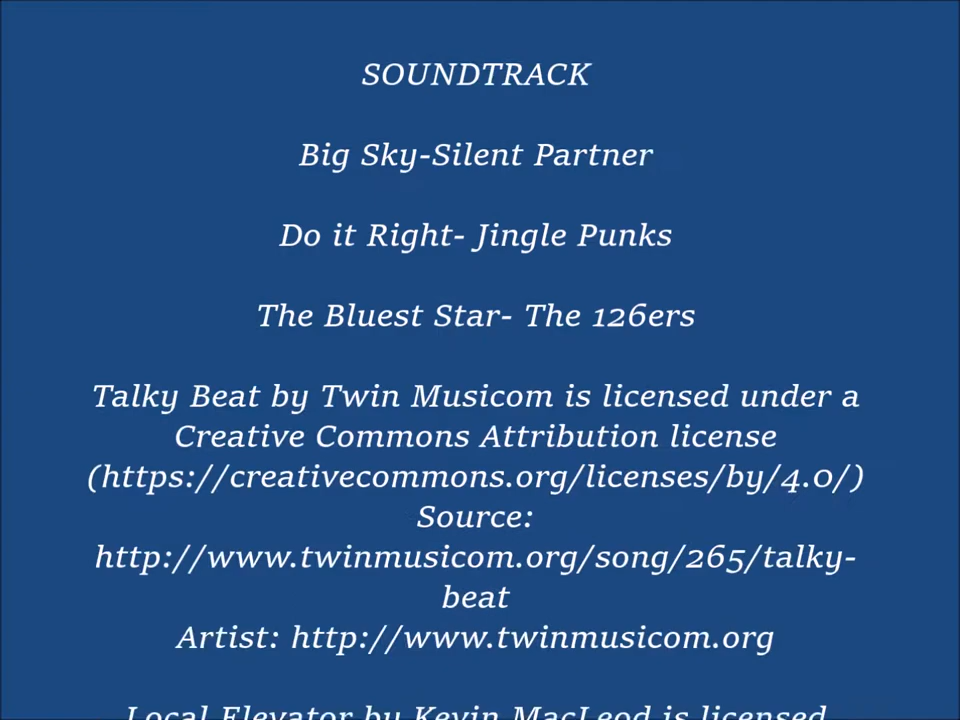 SOUNDTRACK
Big Sky-Silent Partner
Do it Right- Jingle Punks
The Bluest Star- The 126ers
Talky Beat by Twin Musicom is licensed under a
Creative Commons Attribution license
(https://creativecommons.org/licenses/by/4.0/)
Source:
http://www.twinmusicom.org/song/265/talky-
beat
Artist: http://www.twinmusicom.org
Local Elevator by Kevin MacLeod is licensed